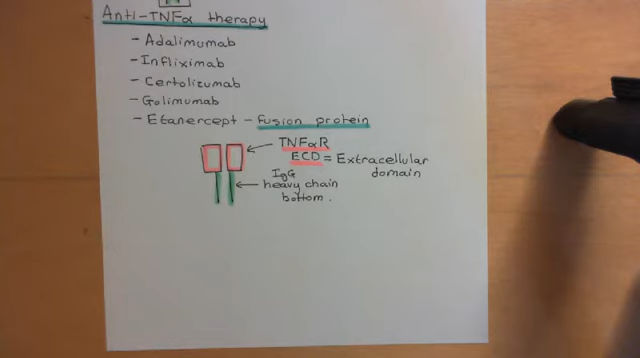 Anti-TNFα therapy
- Adalimumab
- Infliximab
- Certolizumab
- Golimumab
- Etanercept - fusion protein
TNFαR
ECD = Extracellular
domain
IgG
heavy chain
bottom.